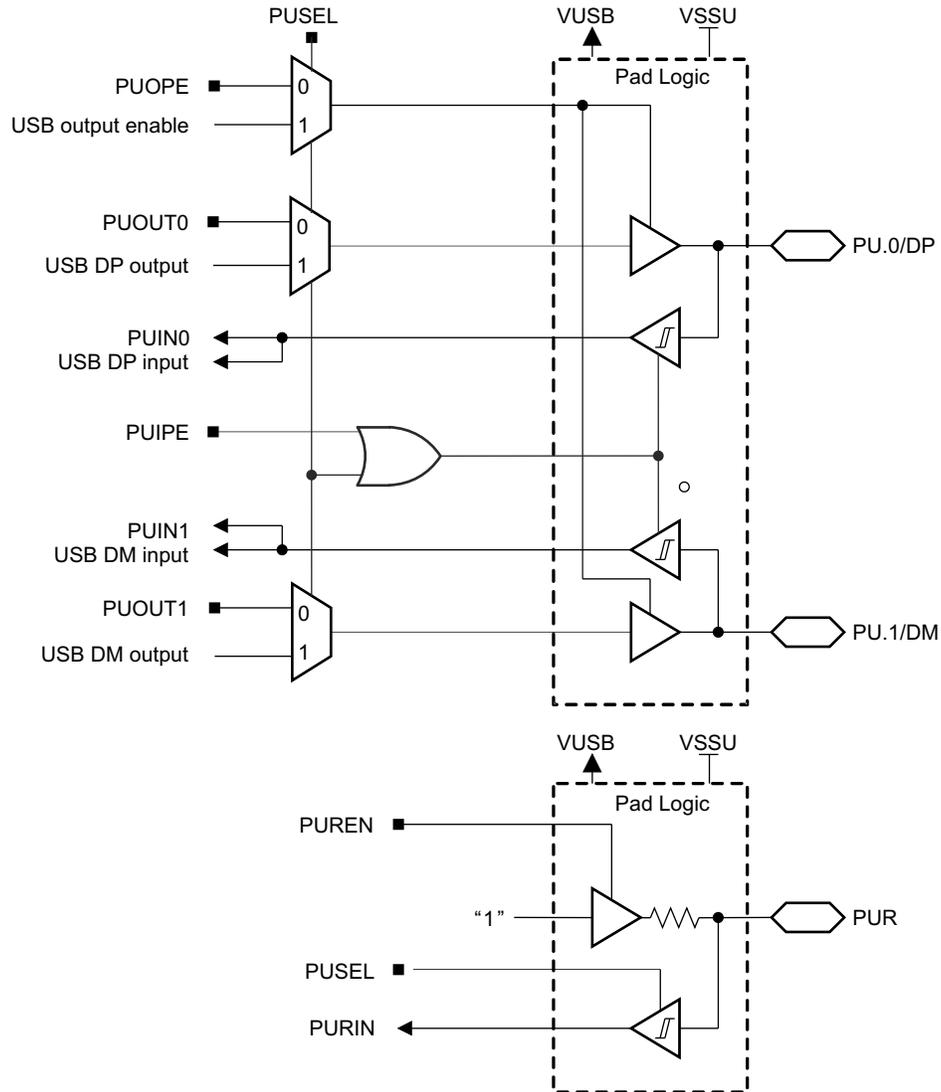 PUSEL VUSB VSSU
Pad Logic
PUOPE 0
USB output enable 1
PUOUT0 0
PU.0/DP
USB DP output 1
PUIN0
USB DP input
PUIPE
PUIN1
USB DM input
PUOUT1 0
PU.1/DM
USB DM output 1
VUSB VSSU
Pad Logic
PUREN
“1” PUR
PUSEL
PURIN